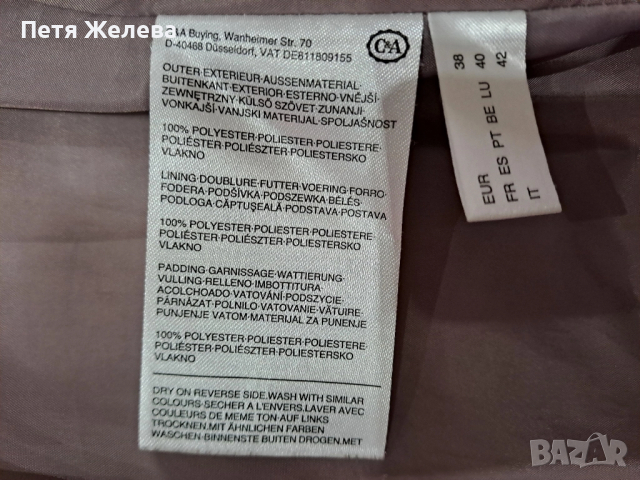 Петя Желева
&A Buying, Wanheimer Str. 70
D-40468 Düsseldorf, VAT DE811809155
C&A
OUTER·EXTERIEUR·AUSSENMATERIAL·
BUITENKANT·EXTERIOR·ESTERNO·VNĚJŠÍ·
ZEWNĘTRZNY·KÜLSŐ SZÖVET·ZUNANJI·
VONKAJŠÍ·VANJSKI MATERIJAL·SPOLJAŠNOST
100% POLYESTER·POLIESTER·POLIESTERE·
POLIÉSTER·POLIÉSZTER·POLIESTERSKO
VLAKNO
LINING·DOUBLURE·FUTTER·VOERING·FORRO·
FODERA·PODŠÍVKA·PODSZEWKA·BÉLÉS·
PODLOGA·CĂPTUŞEALĂ·PODSTAVA·POSTAVA
100% POLYESTER·POLIESTER·POLIESTERE·
POLIÉSTER·POLIÉSZTER·POLIESTERSKO
VLAKNO
PADDING·GARNISSAGE·WATTIERUNG·
VULLING·RELLENO·IMBOTTITURA
ACOLCHOADO·VATOVÁNÍ·PODSZYCIE·
PÁRNÁZAT·POLNILO·VATOVANIE·VĂTUIRE·
PUNJENJE VATOM·MATERIJAL ZA PUNENJE
100% POLYESTER·POLIESTER·POLIESTERE·
POLIÉSTER·POLIÉSZTER·POLIESTERSKO
VLAKNO
DRY ON REVERSE SIDE.WASH WITH SIMILAR
COLOURS·SECHER A L'ENVERS.LAVER AVEC
COULEURS DE MEME TON·AUF LINKS
TROCKNEN.MIT ÄHNLICHEN FARBEN
WASCHEN·BINNENSTE BUITEN DROGEN.MET
EUR 38
FR ES PT BE LU 40
IT 42
BAZAR